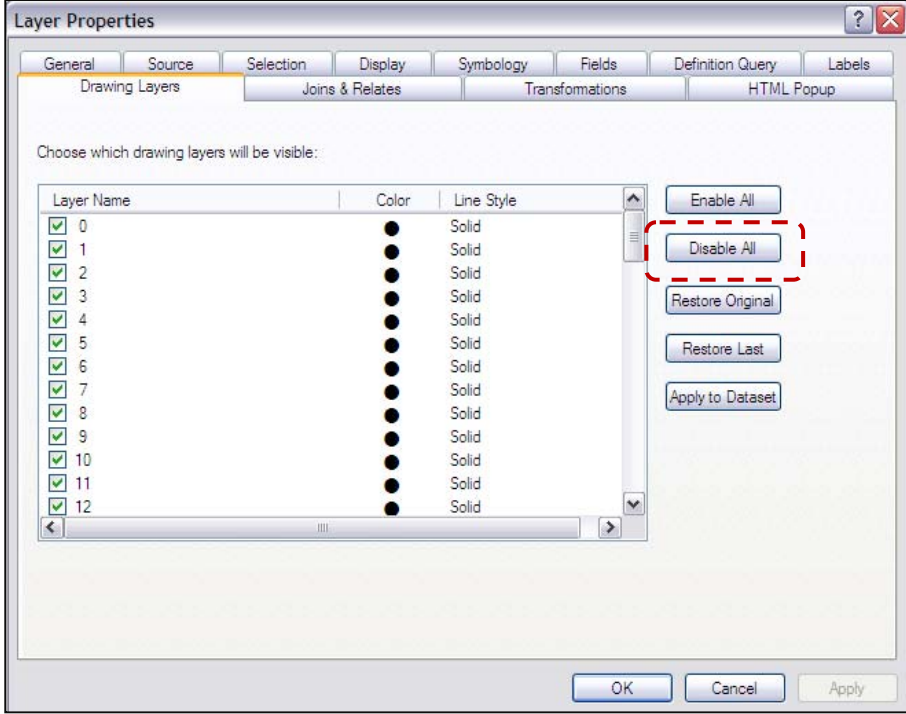 Layer Properties
General Source Selection Display Symbology Fields Definition Query Labels
Drawing Layers Joins & Relates Transformations HTML Popup
Choose which drawing layers will be visible:
Layer Name Color Line Style
0 Solid
1 Solid
2 Solid
3 Solid
4 Solid
5 Solid
6 Solid
7 Solid
8 Solid
9 Solid
10 Solid
11 Solid
12 Solid
Enable All
Disable All
Restore Original
Restore Last
Apply to Dataset
OK Cancel Apply